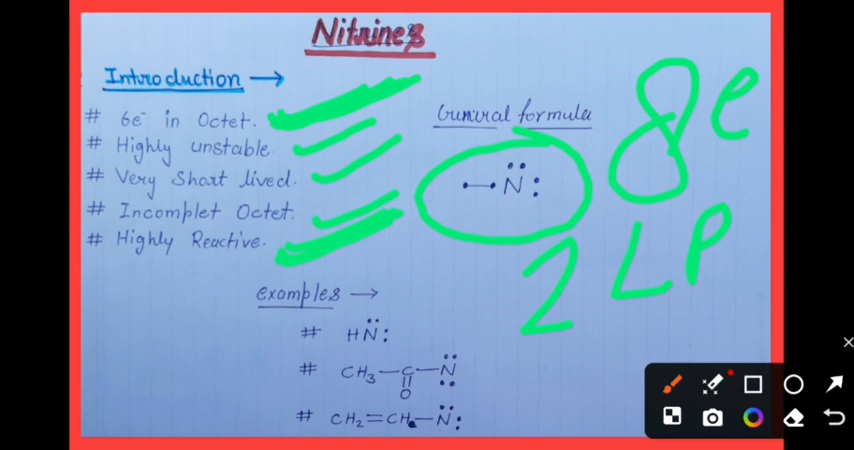 Nitrines
Introduction →
# 6e⁻ in Octet.
# Highly unstable.
# Very Short lived.
# Incomplet Octet.
# Highly Reactive.
General formula
•—•N̈:
8e
2 LP
examples →
# HN̈:
# CH₃—C—N̈
||
O
# CH₂=CH—N̈: